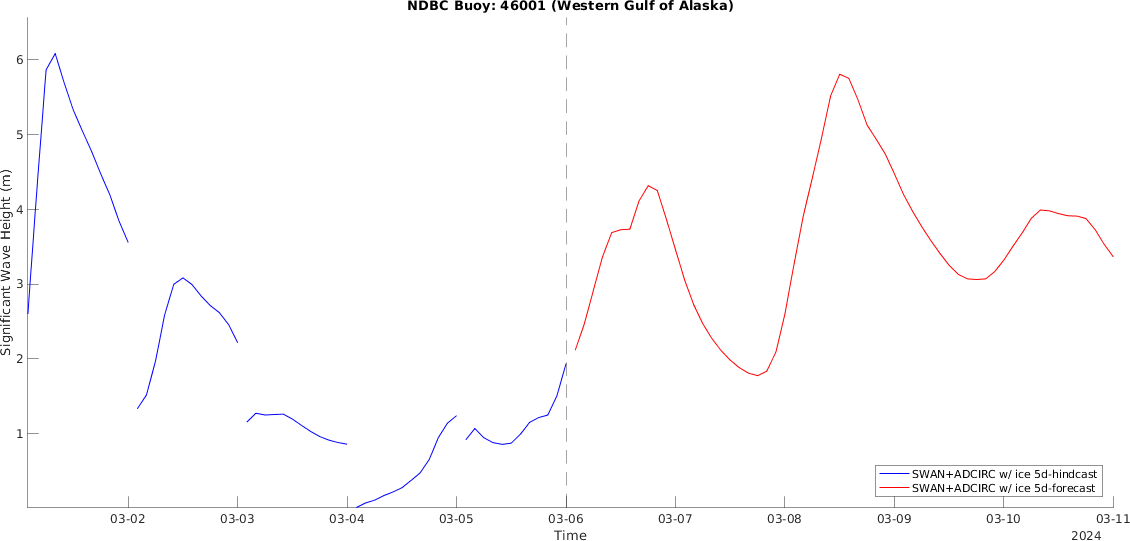 NDBC Buoy: 46001 (Western Gulf of Alaska)
Significant Wave Height (m)
6
5
4
3
2
1
SWAN+ADCIRC w/ ice 5d-hindcast
SWAN+ADCIRC w/ ice 5d-forecast
03-02 03-03 03-04 03-05 03-06 03-07 03-08 03-09 03-10 03-11
Time
2024